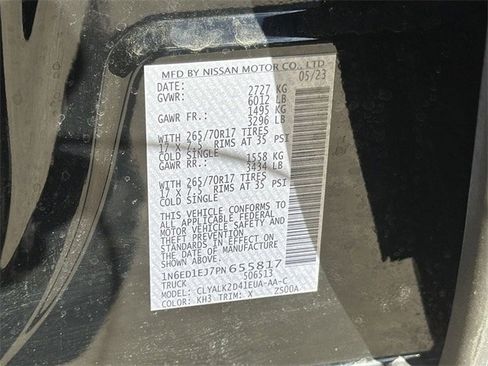 MFD BY NISSAN MOTOR CO., LTD
DATE: 05/23
GVWR: 2727 KG
6012 LB
GAWR FR.: 1495 KG
3296 LB
WITH 265/70R17 TIRES
17 X 7.5 RIMS AT 35 PSI
COLD SINGLE
GAWR RR.: 1558 KG
3434 LB
WITH 265/70R17 TIRES
17 X 7.5 RIMS AT 35 PSI
COLD SINGLE
THIS VEHICLE CONFORMS TO
ALL APPLICABLE FEDERAL
MOTOR VEHICLE SAFETY AND
THEFT PREVENTION
STANDARDS IN EFFECT ON
THE DATE OF MANUFACTURE
SHOWN ABOVE.
1N6ED1EJ7PN655817
TRUCK 506513
MODEL: CLYALKZD4IEUA-AA-C
COLOR: KH3 TRIM: X 2500A